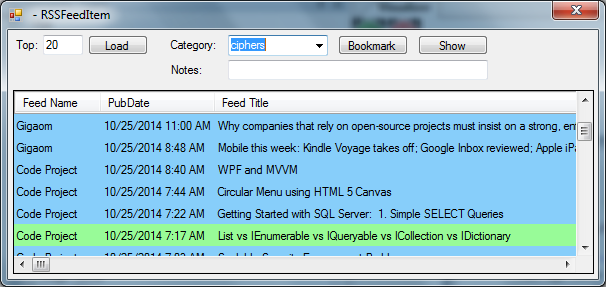 - RSSFeedItem
Top: 20 Load Category: ciphers Bookmark Show
Notes:
Feed Name PubDate Feed Title
Gigaom 10/25/2014 11:00 AM Why companies that rely on open-source projects must insist on a strong,
Gigaom 10/25/2014 8:48 AM Mobile this week: Kindle Voyage takes off; Google Inbox reviewed; Apple
Code Project 10/25/2014 8:40 AM WPF and MVVM
Code Project 10/25/2014 7:44 AM Circular Menu using HTML 5 Canvas
Code Project 10/25/2014 7:22 AM Getting Started with SQL Server: 1. Simple SELECT Queries
Code Project 10/25/2014 7:17 AM List vs IEnumerable vs IQueryable vs ICollection vs IDictionary
Code Project 10/25/2014